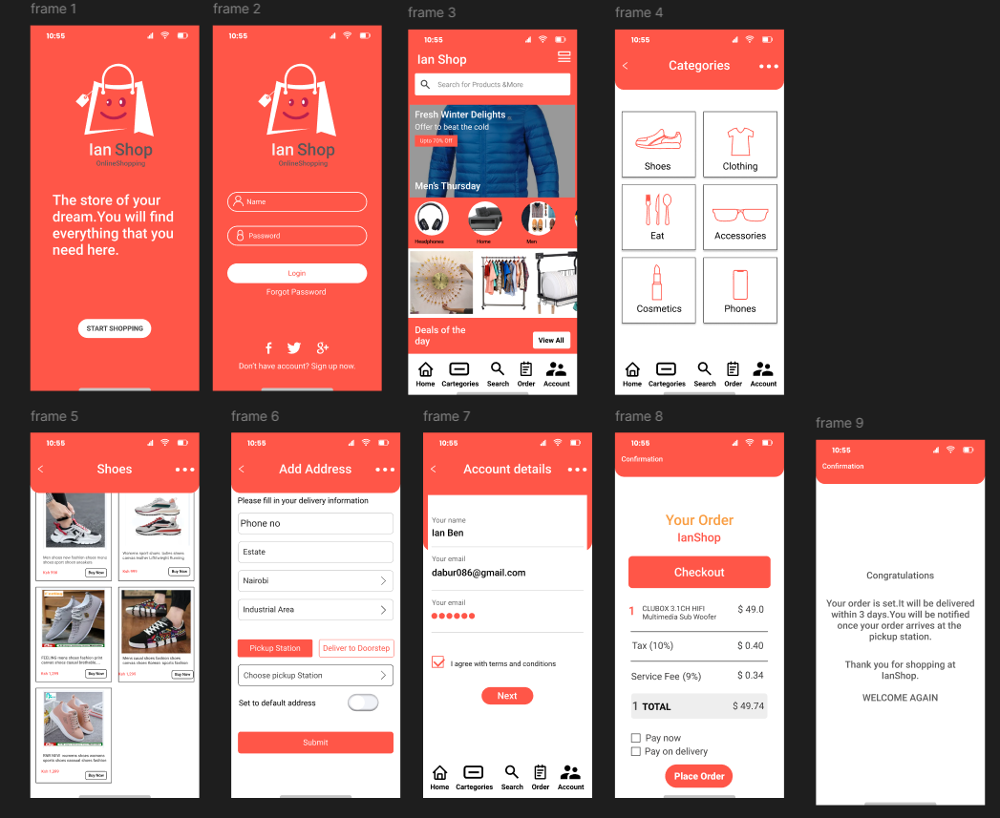 frame 1
10:55
Ian Shop
OnlineShopping
The store of your
dream.You will find
everything that you
need here.
START SHOPPING
frame 2
10:55
Ian Shop
OnlineShopping
Name
Password
Login
Forgot Password
Don't have account? Sign up now.
frame 3
10:55
Ian Shop
Search for Products &More
Fresh Winter Delights
Offer to beat the cold
Upto 70% Off
Men's Thursday
Headphones
Home
Men
Deals of the
day
View All
Home
Cartegories
Search
Order
Account
frame 4
10:55
Categories
Shoes
Clothing
Eat
Accessories
Cosmetics
Phones
Home
Cartegories
Search
Order
Account
frame 5
10:55
Shoes
Men shoes new fashion shoes mens
shoes sport shoes sneakers
Buy Now
Womens sport shoes ladies shoes
Buy Now
FEELING mens shoes fashion print
canvas shoes casual
Ksh 1,299
Buy Now
Mens casual shoes fashion shoes
canvas shoes Korean sports fashion
Buy Now
womens shoes womens
sports shoes casual shoes fashion
Ksh 1,399
Buy Now
frame 6
10:55
Add Address
Please fill in your delivery information
Phone no
Estate
Nairobi
Industrial Area
Pickup Station
Deliver to Doorstep
Choose pickup Station
Set to default address
Submit
frame 7
10:55
Account details
Your name
Ian Ben
Your email
dabur086@gmail.com
Your email
I agree with terms and conditions
Next
Home
Cartegories
Search
Order
Account
frame 8
10:55
Confirmation
Your Order
IanShop
Checkout
1 CLUBOX 3.1CH HIFI
Multimedia Sub Woofer
$ 49.0
Tax (10%) $ 0.40
Service Fee (9%) $ 0.34
1 TOTAL $ 49.74
Pay now
Pay on delivery
Place Order
frame 9
10:55
Confirmation
Congratulations
Your order is set.It will be delivered
within 3 days.You will be notified
once your order arrives at the
pickup station.
Thank you for shopping at
IanShop.
WELCOME AGAIN